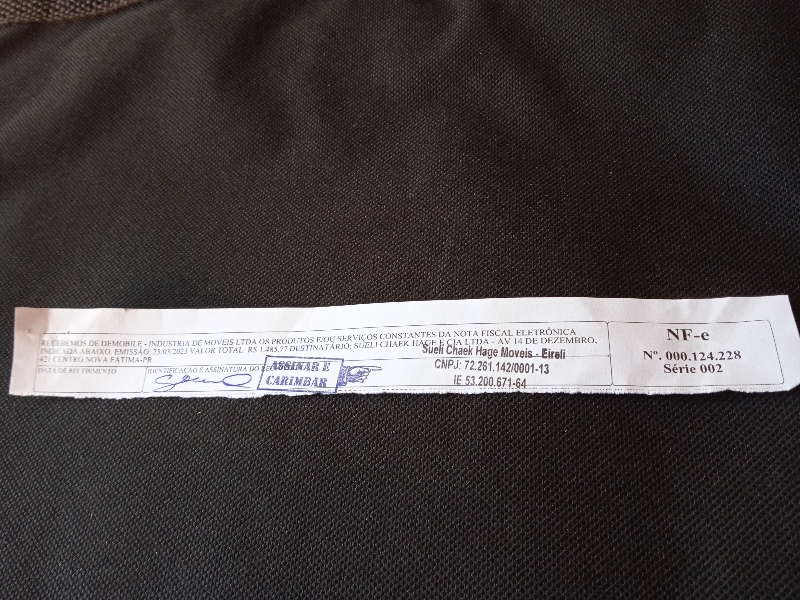 RECEBEMOS DE DEMOBILE - INDUSTRIA DE MOVEIS LTDA OS PRODUTOS E/OU SERVIÇOS CONSTANTES DA NOTA FISCAL ELETRÔNICA
INDICADA ABAIXO. EMISSÃO: 23/03/2023 VALOR TOTAL: R$ 1.485,77 DESTINATÁRIO: SUELI CHAEK HAGE E CIA LTDA - AV 14 DE DEZEMBRO,
421 CENTRO NOVA FATIMA-PR
DATA DE RECEBIMENTO
IDENTIFICAÇÃO E ASSINATURA DO
ASSINAR E
CARIMBAR
Sueli Chaek Hage Moveis - Eireli
CNPJ: 72.261.142/0001-13
IE 53.200.671-64
NF-e
Nº. 000.124.228
Série 002